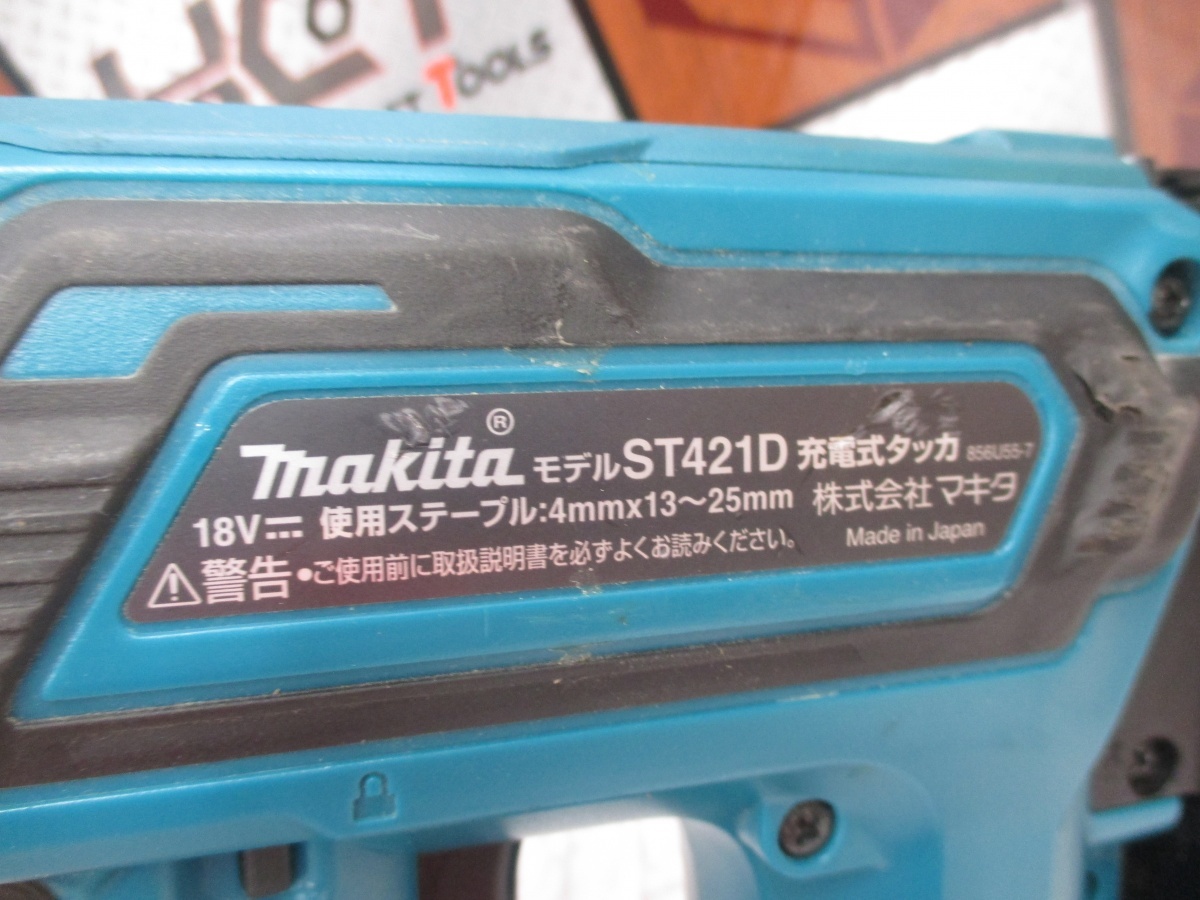 TOOLS
makita® モデルST421D 充電式タッカ 856U55-7
18V⎓ 使用ステープル:4mmx13～25mm 株式会社マキタ
⚠警告 •ご使用前に取扱説明書を必ずよくお読みください。 Made in Japan